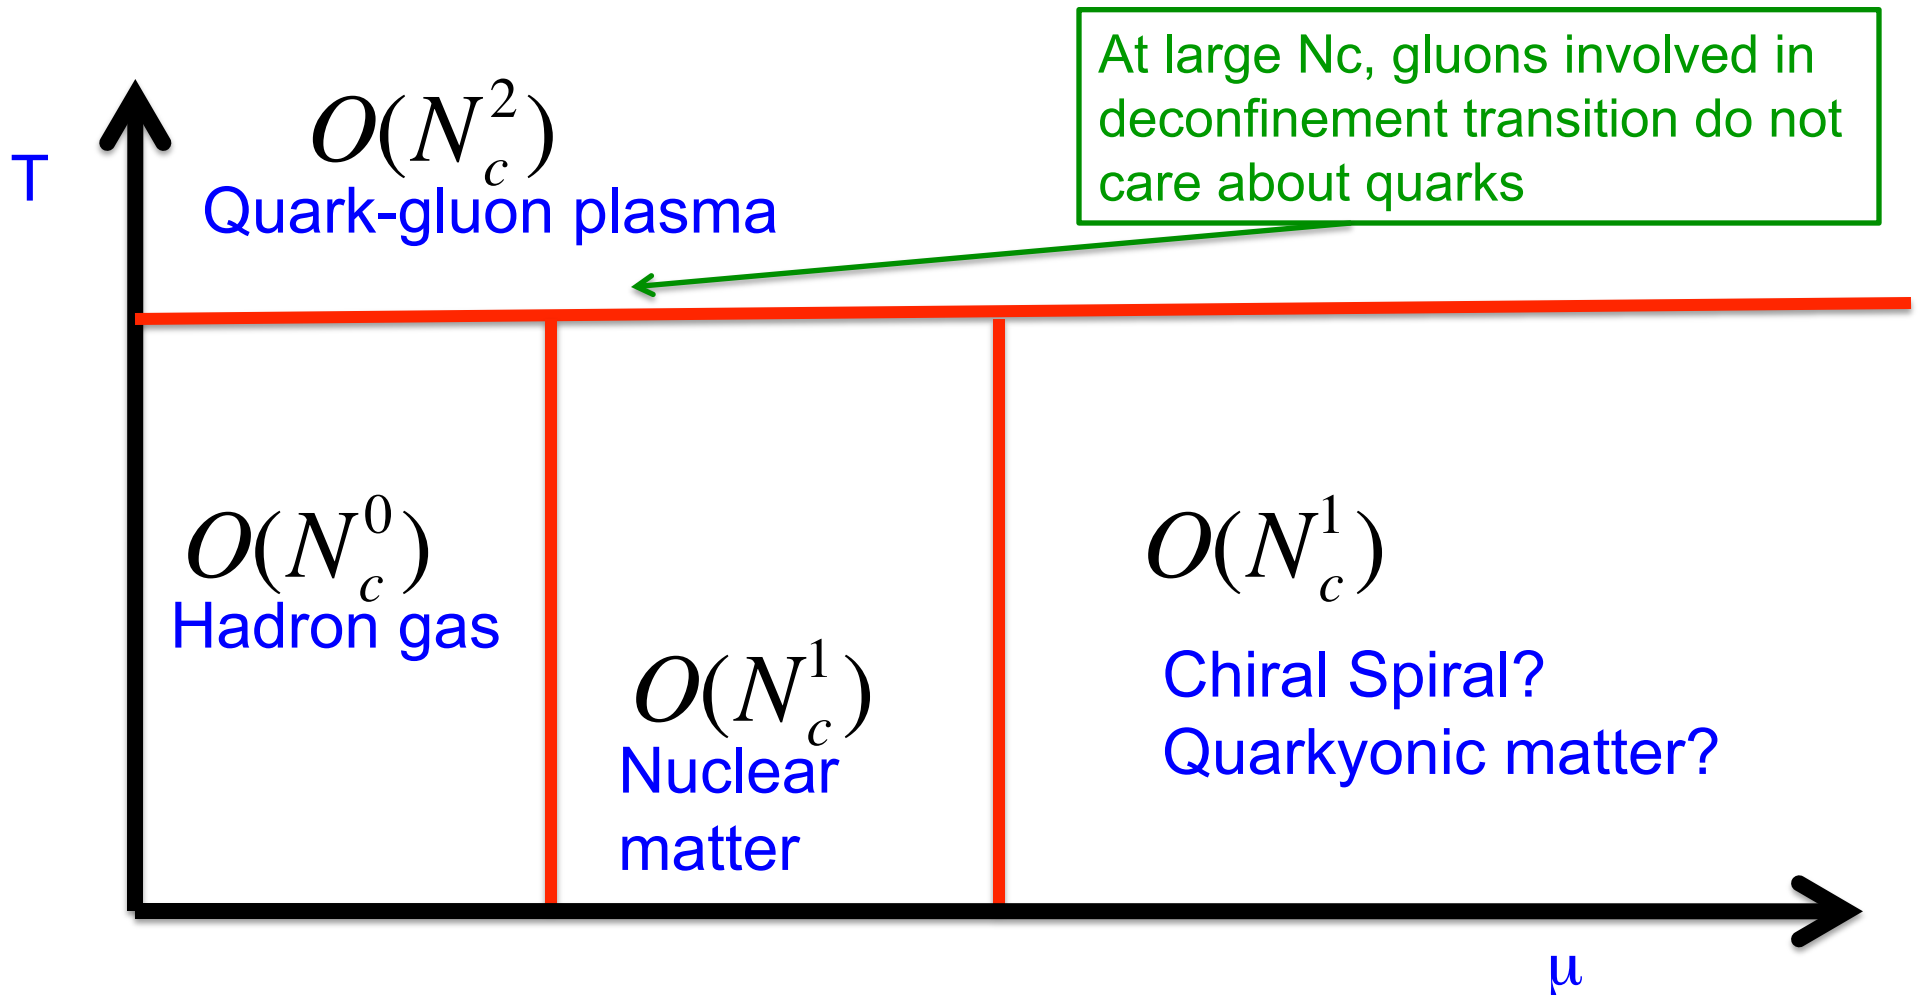 At large Nc, gluons involved in
deconfinement transition do not
care about quarks
T
O(N_c^2)
Quark-gluon plasma
O(N_c^0)
Hadron gas
O(N_c^1)
Nuclear
matter
O(N_c^1)
Chiral Spiral?
Quarkyonic matter?
μ